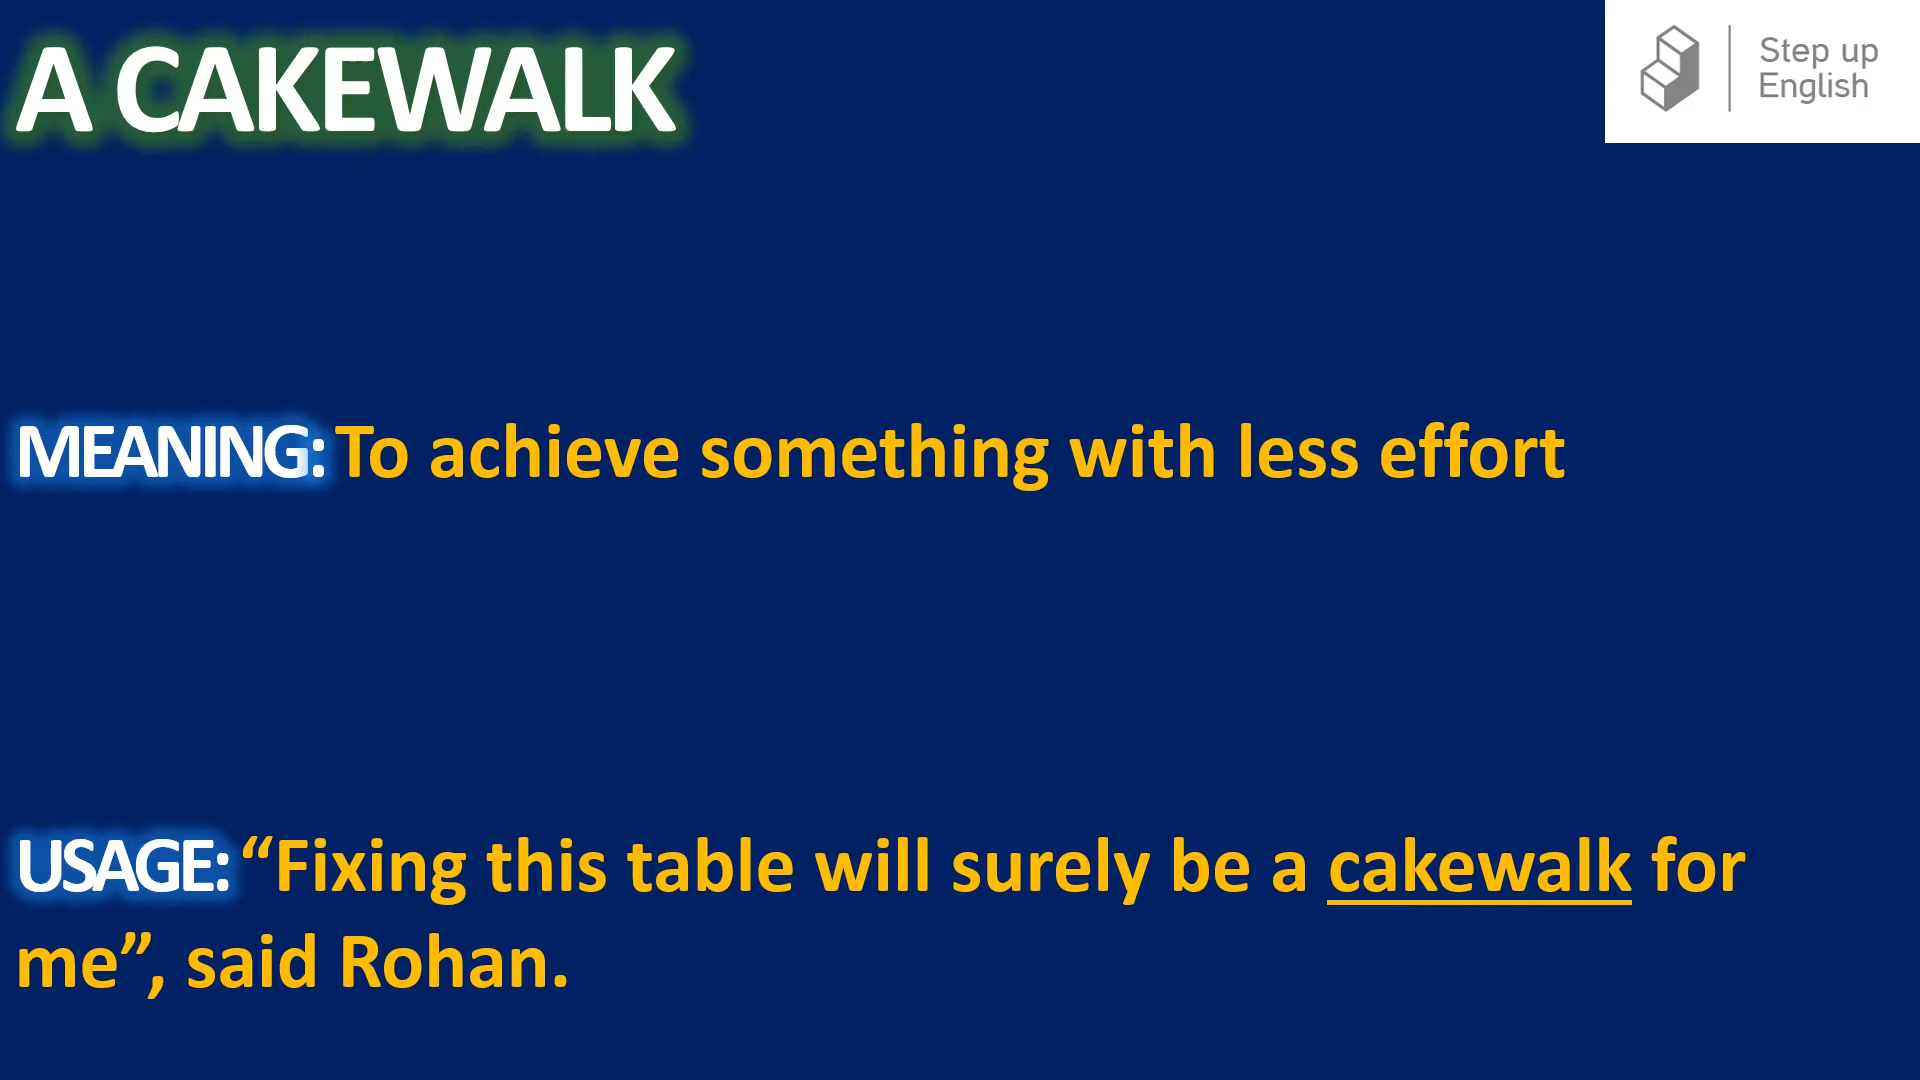 A CAKEWALK
Step up
English
MEANING: To achieve something with less effort
USAGE: “Fixing this table will surely be a cakewalk for
me”, said Rohan.